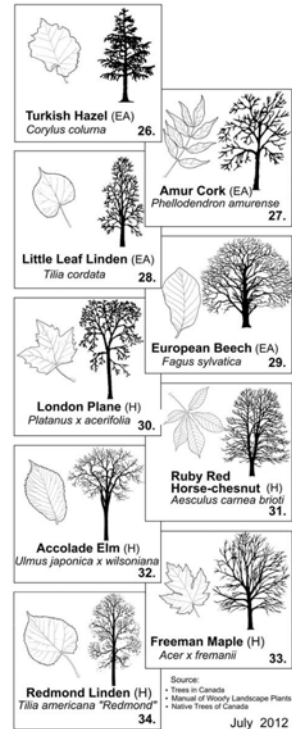 Turkish Hazel (EA)
Corylus colurna
26.
Amur Cork (EA)
Phellodendron amurense
27.
Little Leaf Linden (EA)
Tilia cordata
28.
European Beech (EA)
Fagus sylvatica
29.
London Plane (H)
Platanus x acerifolia
30.
Ruby Red
Horse-chesnut (H)
Aesculus carnea brioti
31.
Accolade Elm (H)
Ulmus japonica x wilsoniana
32.
Freeman Maple (H)
Acer x fremanii
33.
Redmond Linden (H)
Tilia americana "Redmond"
34.
Source:
• Trees in Canada
• Manual of Woody Landscape Plants
• Native Trees of Canada
July 2012